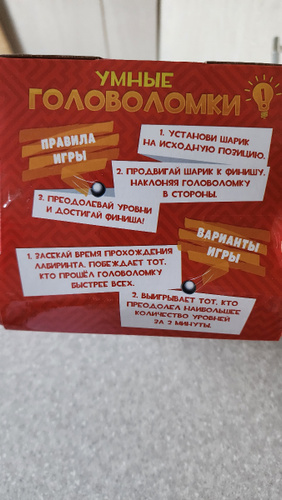 УМНЫЕ
ГОЛОВОЛОМКИ
ПРАВИЛА
ИГРЫ
1. УСТАНОВИ ШАРИК
НА ИСХОДНУЮ ПОЗИЦИЮ.
2. ПРОДВИГАЙ ШАРИК К ФИНИШУ,
НАКЛОНЯЯ ГОЛОВОЛОМКУ
В СТОРОНЫ.
3. ПРЕОДОЛЕВАЙ УРОВНИ
И ДОСТИГАЙ ФИНИША!
ВАРИАНТЫ
ИГРЫ
1. ЗАСЕКАЙ ВРЕМЯ ПРОХОЖДЕНИЯ
ЛАБИРИНТА. ПОБЕЖДАЕТ ТОТ,
КТО ПРОШЁЛ ГОЛОВОЛОМКУ
БЫСТРЕЕ ВСЕХ.
2. ВЫИГРЫВАЕТ ТОТ, КТО
ПРЕОДОЛЕЛ НАИБОЛЬШЕЕ
КОЛИЧЕСТВО УРОВНЕЙ
ЗА 3 МИНУТЫ.